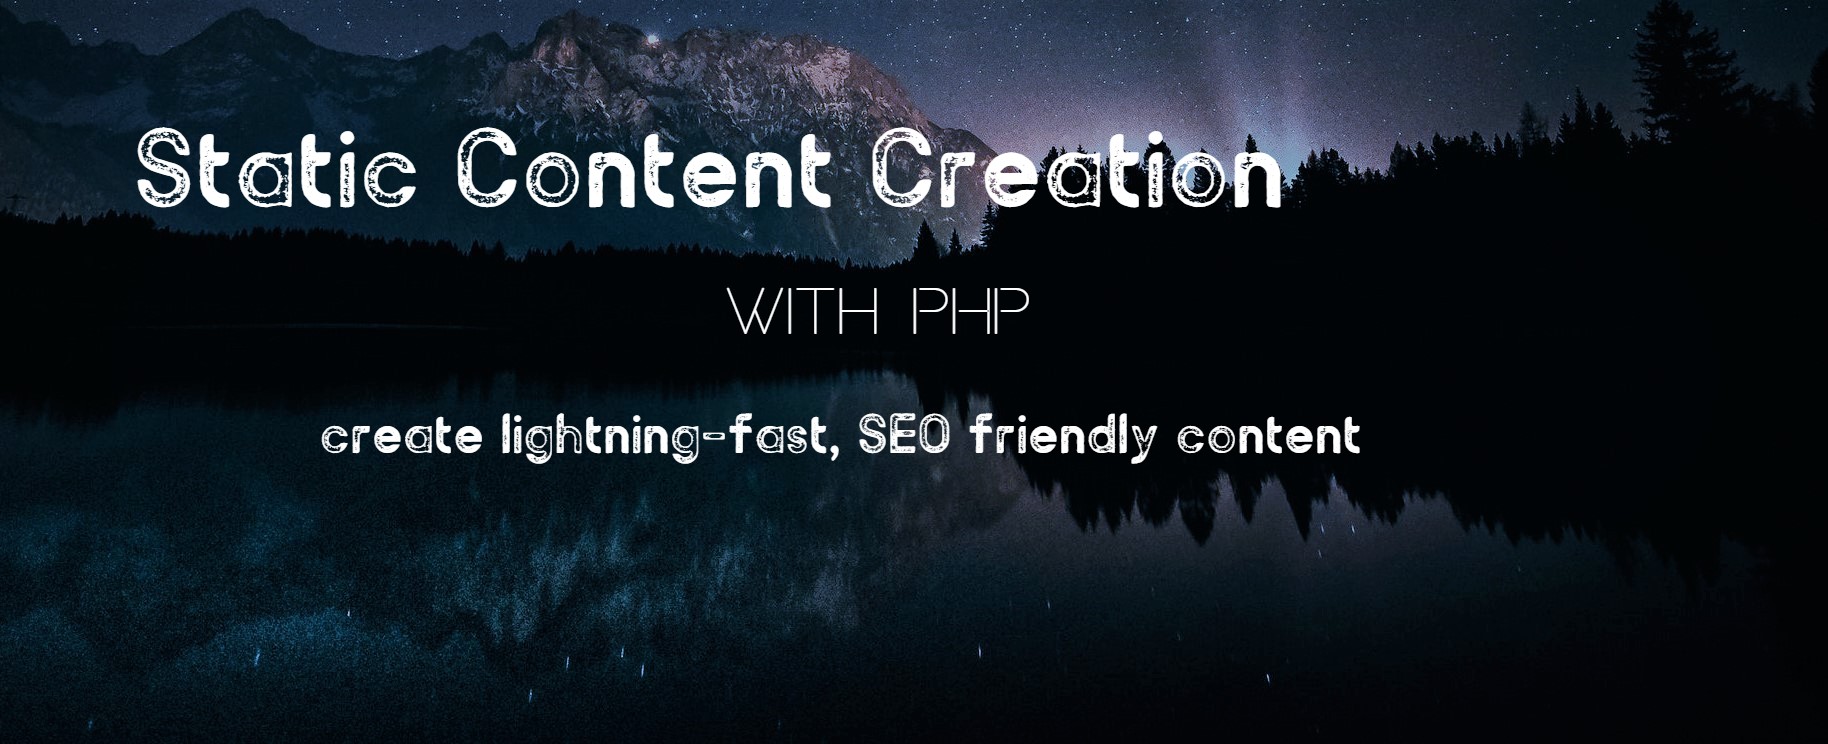 Static Content Creation
WITH PHP
create lightning-fast, SEO friendly content